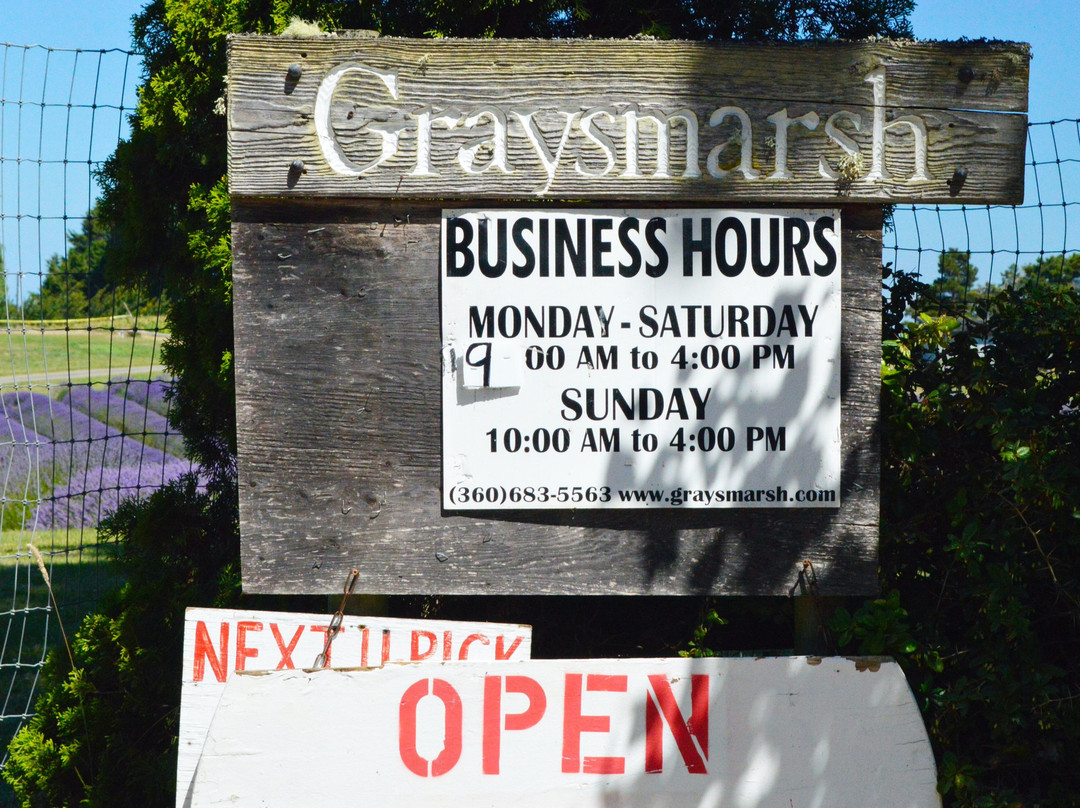 Graysmarsh
BUSINESS HOURS
MONDAY - SATURDAY
9 00 AM to 4:00 PM
SUNDAY
10:00 AM to 4:00 PM
(360)683-5563 www.graysmarsh.com
NEXT U PICK
OPEN